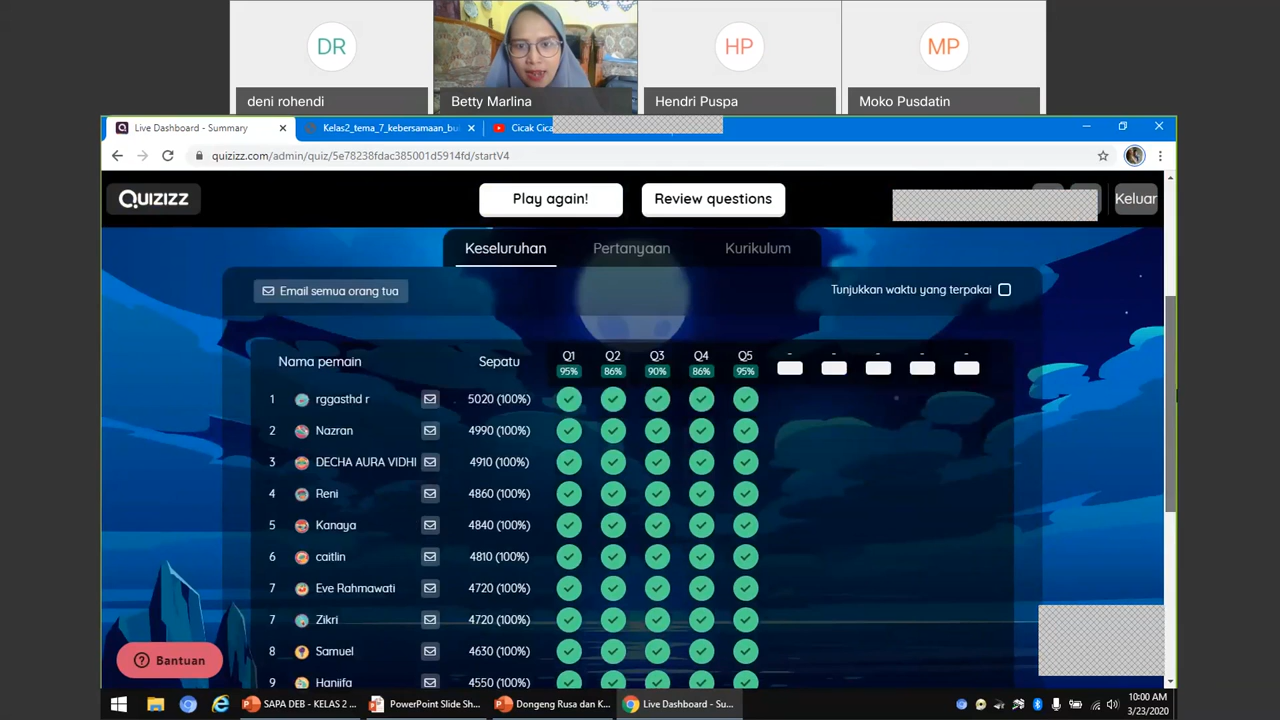 DR
HP
MP
deni rohendi
Betty Marlina
Hendri Puspa
Moko Pusdatin
Live Dashboard - Summary
Kelas2_tema_7_kebersamaan_bu
Cicak Cica
quizizz.com/admin/quiz/5e78238fdac385001d5914fd/startV4
QUIZIZZ
Play again!
Review questions
Keluar
Keseluruhan
Pertanyaan
Kurikulum
Email semua orang tua
Tunjukkan waktu yang terpakai
Nama pemain Sepatu Q1 Q2 Q3 Q4 Q5 - - - - -
95% 86% 90% 86% 95%
1 rggasthd r 5020 (100%)
2 Nazran 4990 (100%)
3 DECHA AURA VIDHI 4910 (100%)
4 Reni 4860 (100%)
5 Kanaya 4840 (100%)
6 caitlin 4810 (100%)
7 Eve Rahmawati 4720 (100%)
7 Zikri 4720 (100%)
8 Samuel 4630 (100%)
9 Haniifa 4550 (100%)
Bantuan
SAPA DEB - KELAS 2 ...
PowerPoint Slide Sh...
Dongeng Rusa dan K...
Live Dashboard - Su...
10:00 AM
3/23/2020